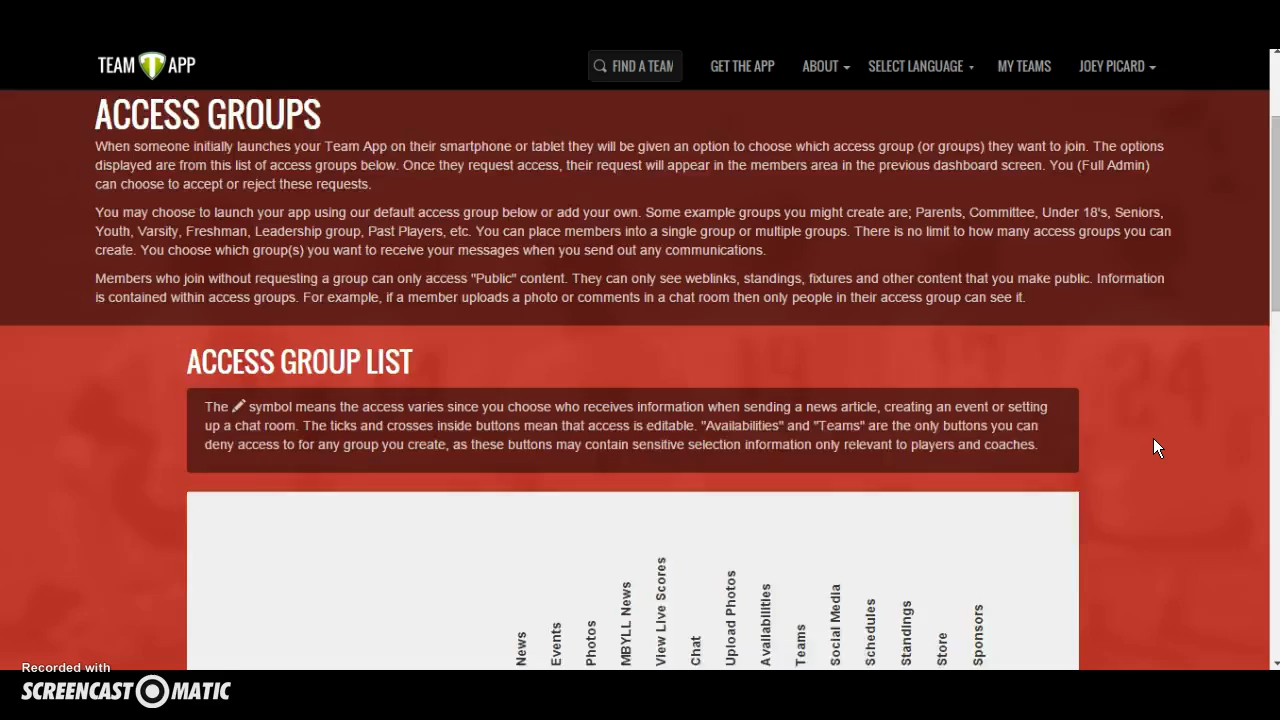 TEAM APP FIND A TEAM GET THE APP ABOUT SELECT LANGUAGE MY TEAMS JOEY PICARD
ACCESS GROUPS
When someone initially launches your Team App on their smartphone or tablet they will be given an option to choose which access group (or groups) they want to join. The options
displayed are from this list of access groups below. Once they request access, their request will appear in the members area in the previous dashboard screen. You (Full Admin)
can choose to accept or reject these requests.
You may choose to launch your app using our default access group below or add your own. Some example groups you might create are; Parents, Committee, Under 18's, Seniors,
Youth, Varsity, Freshman, Leadership group, Past Players, etc. You can place members into a single group or multiple groups. There is no limit to how many access groups you can
create. You choose which group(s) you want to receive your messages when you send out any communications.
Members who join without requesting a group can only access "Public" content. They can only see weblinks, standings, fixtures and other content that you make public. Information
is contained within access groups. For example, if a member uploads a photo or comments in a chat room then only people in their access group can see it.
ACCESS GROUP LIST
The symbol means the access varies since you choose who receives information when sending a news article, creating an event or setting
up a chat room. The ticks and crosses inside buttons mean that access is editable. "Availabilities" and "Teams" are the only buttons you can
deny access to for any group you create, as these buttons may contain sensitive selection information only relevant to players and coaches.
News
Events
Photos
MBYLL News
View Live Scores
Chat
Upload Photos
Availabilities
Teams
Social Media
Schedules
Standings
Store
Sponsors
Recorded with
SCREENCAST MATIC